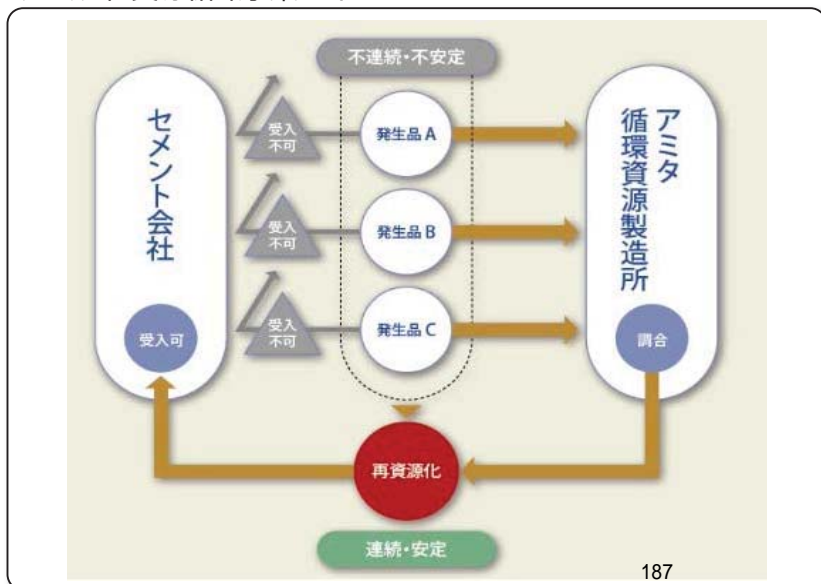 不連続・不安定
セメント会社
受入可
受入
不可
発生品 A
受入
不可
発生品 B
受入
不可
発生品 C
アミタ
循環資源製造所
調合
再資源化
連続・安定
187